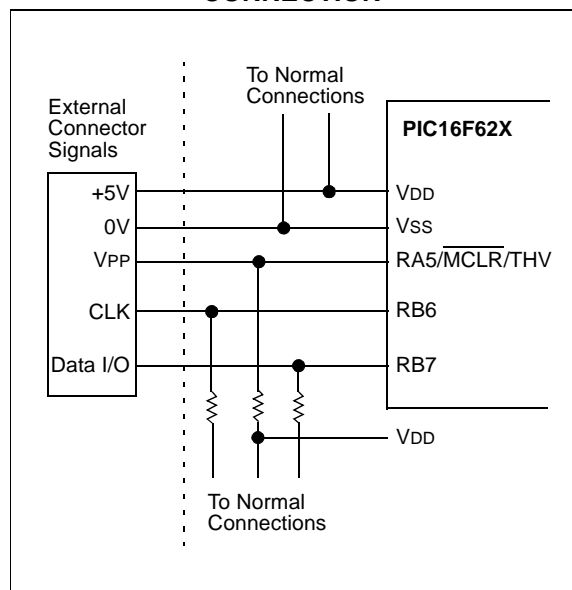 To Normal
Connections
External
Connector
Signals
PIC16F62X
+5V
VDD
0V
VSS
VPP
RA5/MCLR/THV
CLK
RB6
Data I/O
RB7
VDD
To Normal
Connections